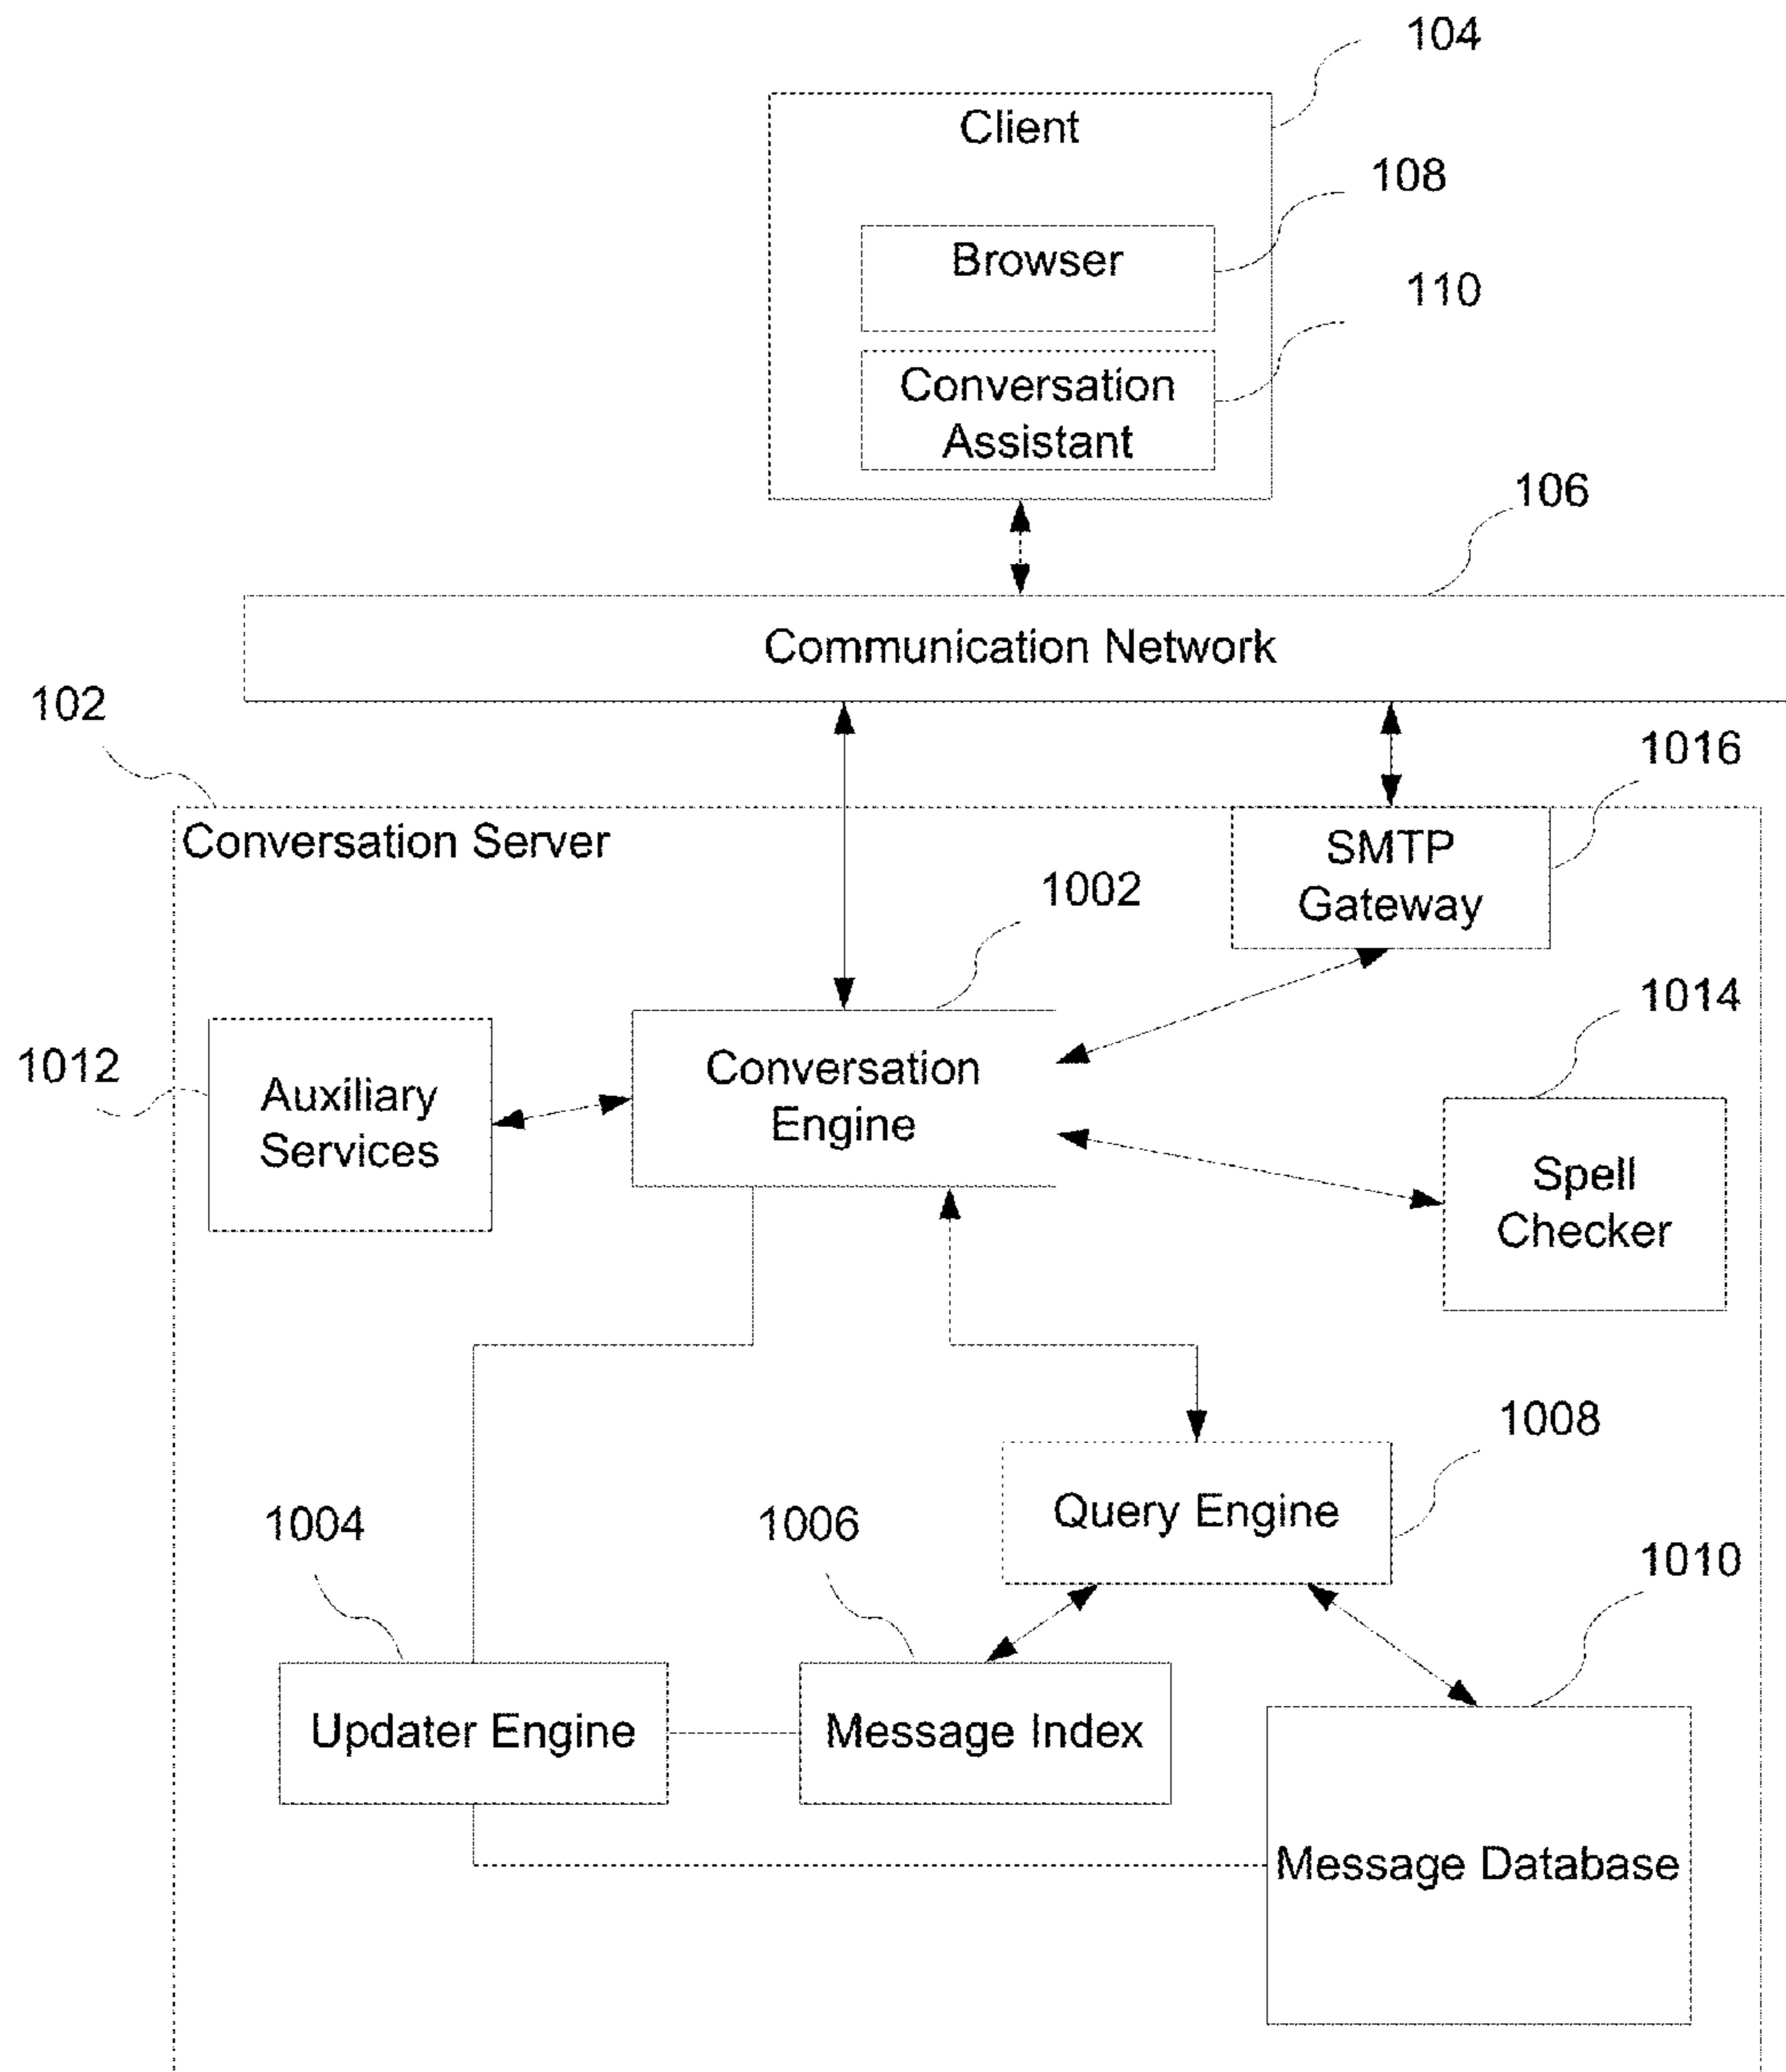 104
Client
108
Browser
110
Conversation
Assistant
106
Communication Network
102
1016
Conversation Server
SMTP
Gateway
1002
1014
1012
Auxiliary
Services
Conversation
Engine
Spell
Checker
1008
Query Engine
1004
1006
1010
Updater Engine
Message Index
Message Database